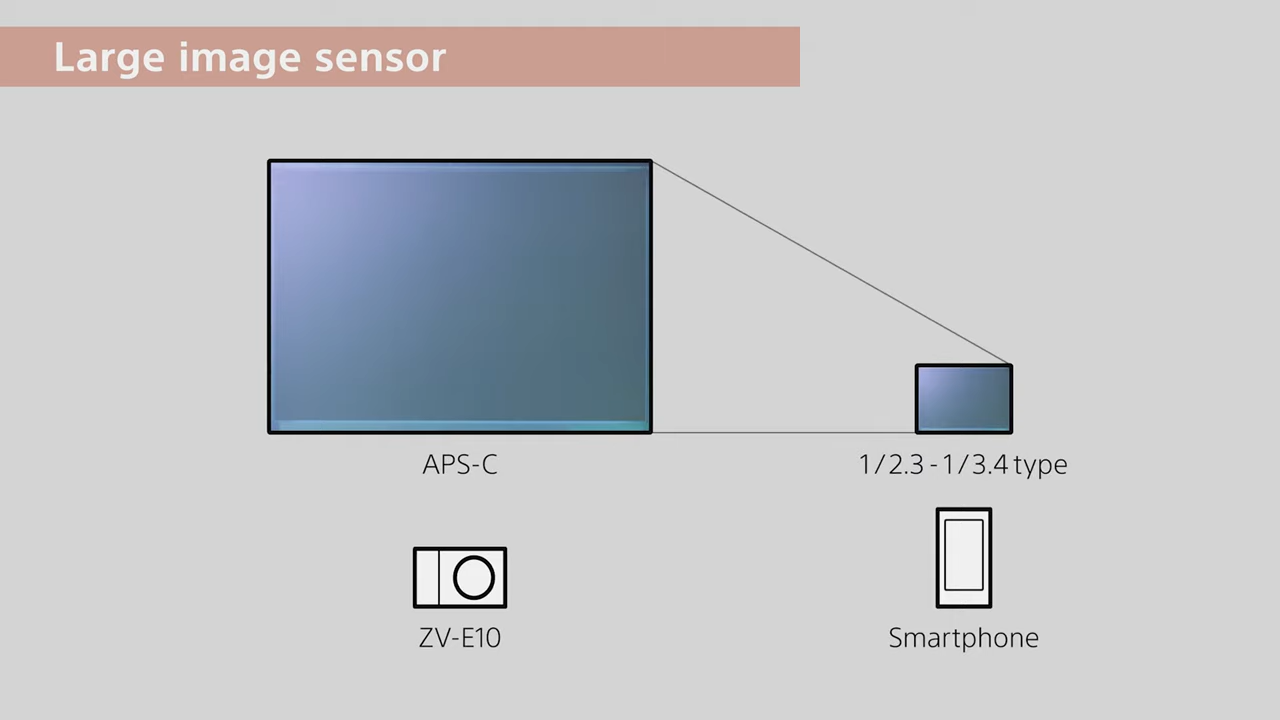 Large image sensor
APS-C
1/2.3 - 1/3.4 type
ZV-E10
Smartphone